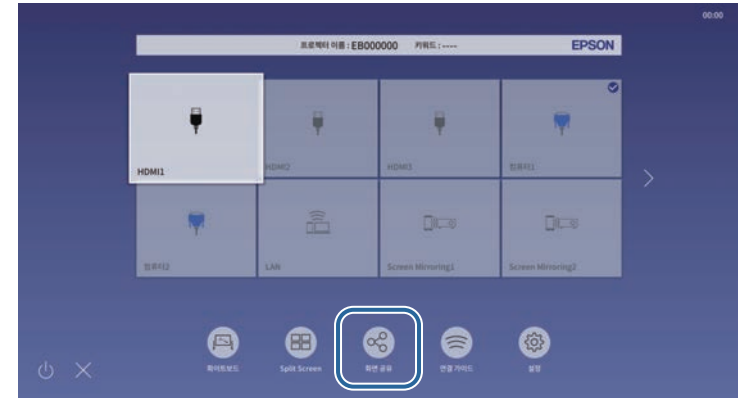 00:00
프로젝터 이름 : EB000000 키워드 : ---- EPSON
HDMI1 HDMI2 HDMI3 컴퓨터1
컴퓨터2 LAN Screen Mirroring1 Screen Mirroring2
화이트보드 Split Screen 화면 공유 연결 가이드 설정